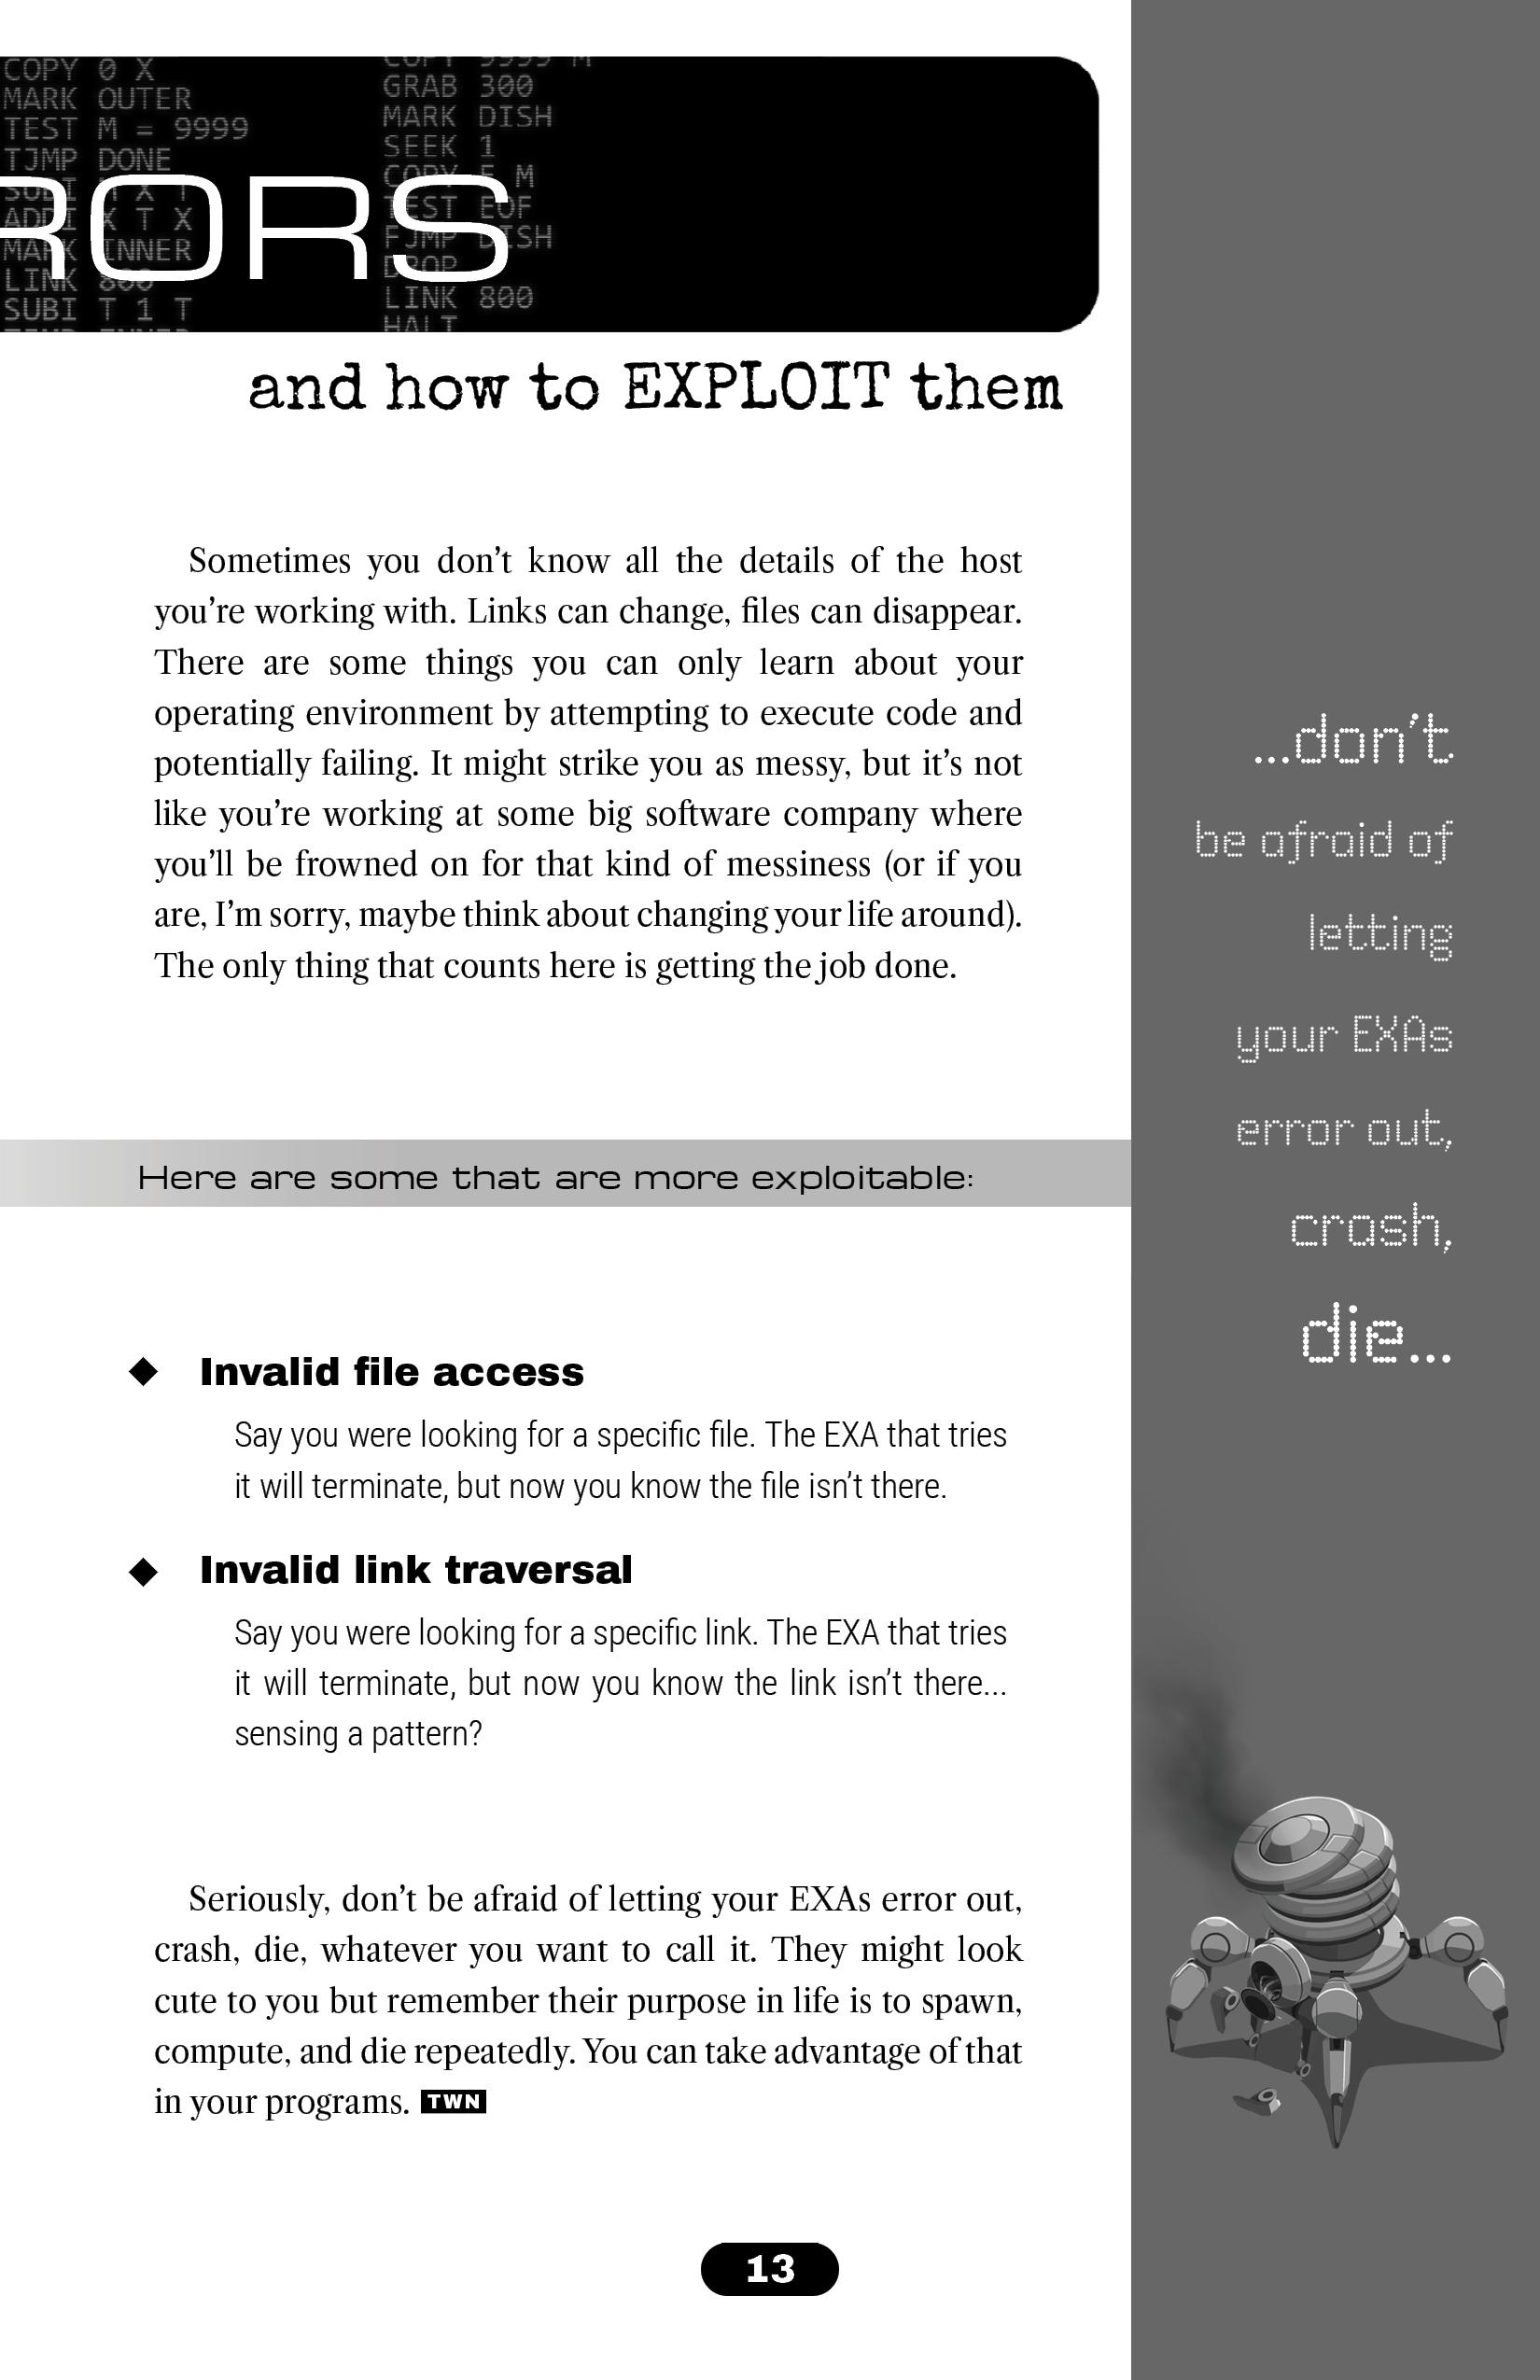 COPY 0 X
MARK OUTER
TEST M = 9999
TJMP DONE
SUBI X T
ADDI X T X
MARK INNER
LINK 800
SUBI T 1 T
COPY 9999 M
GRAB 300
MARK DISH
SEEK 1
COPY F M
TEST EOF
FJMP DISH
DROP
LINK 800
HALT
RORS
and how to EXPLOIT them
Sometimes you don’t know all the details of the host
you’re working with. Links can change, files can disappear.
There are some things you can only learn about your
operating environment by attempting to execute code and
potentially failing. It might strike you as messy, but it’s not
like you’re working at some big software company where
you’ll be frowned on for that kind of messiness (or if you
are, I’m sorry, maybe think about changing your life around).
The only thing that counts here is getting the job done.
Here are some that are more exploitable:
◆ Invalid file access
Say you were looking for a specific file. The EXA that tries
it will terminate, but now you know the file isn’t there.
◆ Invalid link traversal
Say you were looking for a specific link. The EXA that tries
it will terminate, but now you know the link isn’t there...
sensing a pattern?
Seriously, don’t be afraid of letting your EXAs error out,
crash, die, whatever you want to call it. They might look
cute to you but remember their purpose in life is to spawn,
compute, and die repeatedly. You can take advantage of that
in your programs. TWN
...don’t
be afraid of
letting
your EXAs
error out,
crash,
die...
13